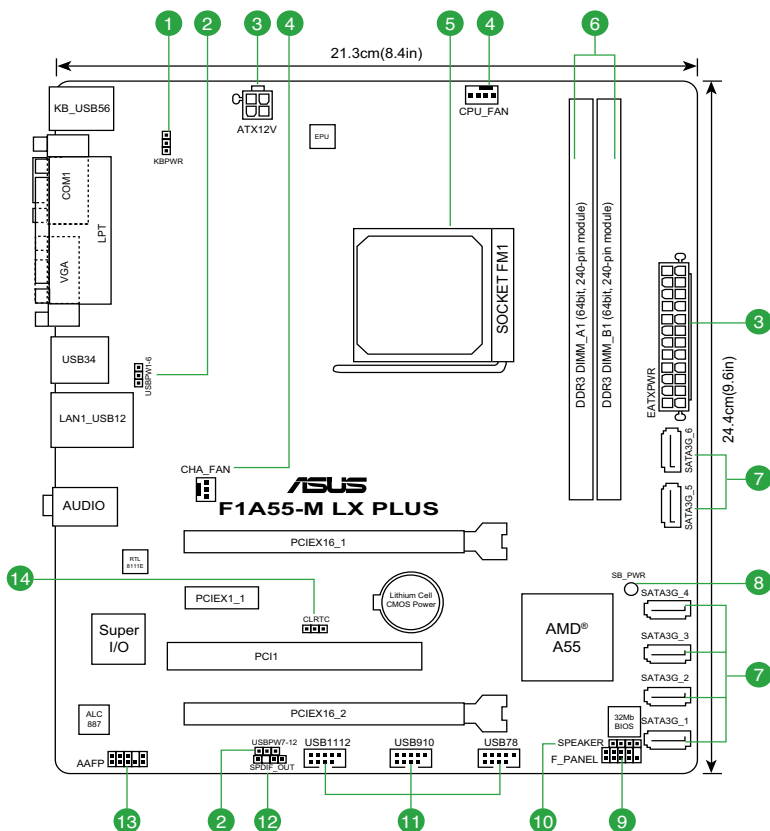 1
2
3
4
5
4
6
21.3cm(8.4in)
KB_USB56
KBPWR
ATX12V
EPU
CPU_FAN
COM1
LPT
VGA
SOCKET FM1
DDR3 DIMM_A1 (64bit, 240-pin module)
DDR3 DIMM_B1 (64bit, 240-pin module)
EATXPWR
3
24.4cm(9.6in)
USB34
USBPW1-6
LAN1_USB12
SATA3G_6
7
SATA3G_5
CHA_FAN
ASUS
F1A55-M LX PLUS
AUDIO
PCIEX16_1
RTL
8111E
14
SB_PWR
8
PCIEX1_1
CLRTC
Lithium Cell
CMOS Power
SATA3G_4
Super
I/O
AMD®
A55
SATA3G_3
PCI1
7
SATA3G_2
ALC
887
PCIEX16_2
32Mb
BIOS
SATA3G_1
AAFP
USBPW7-12
SPDIF_OUT
USB1112
USB910
USB78
10
SPEAKER
F_PANEL
13
2
12
11
10
9